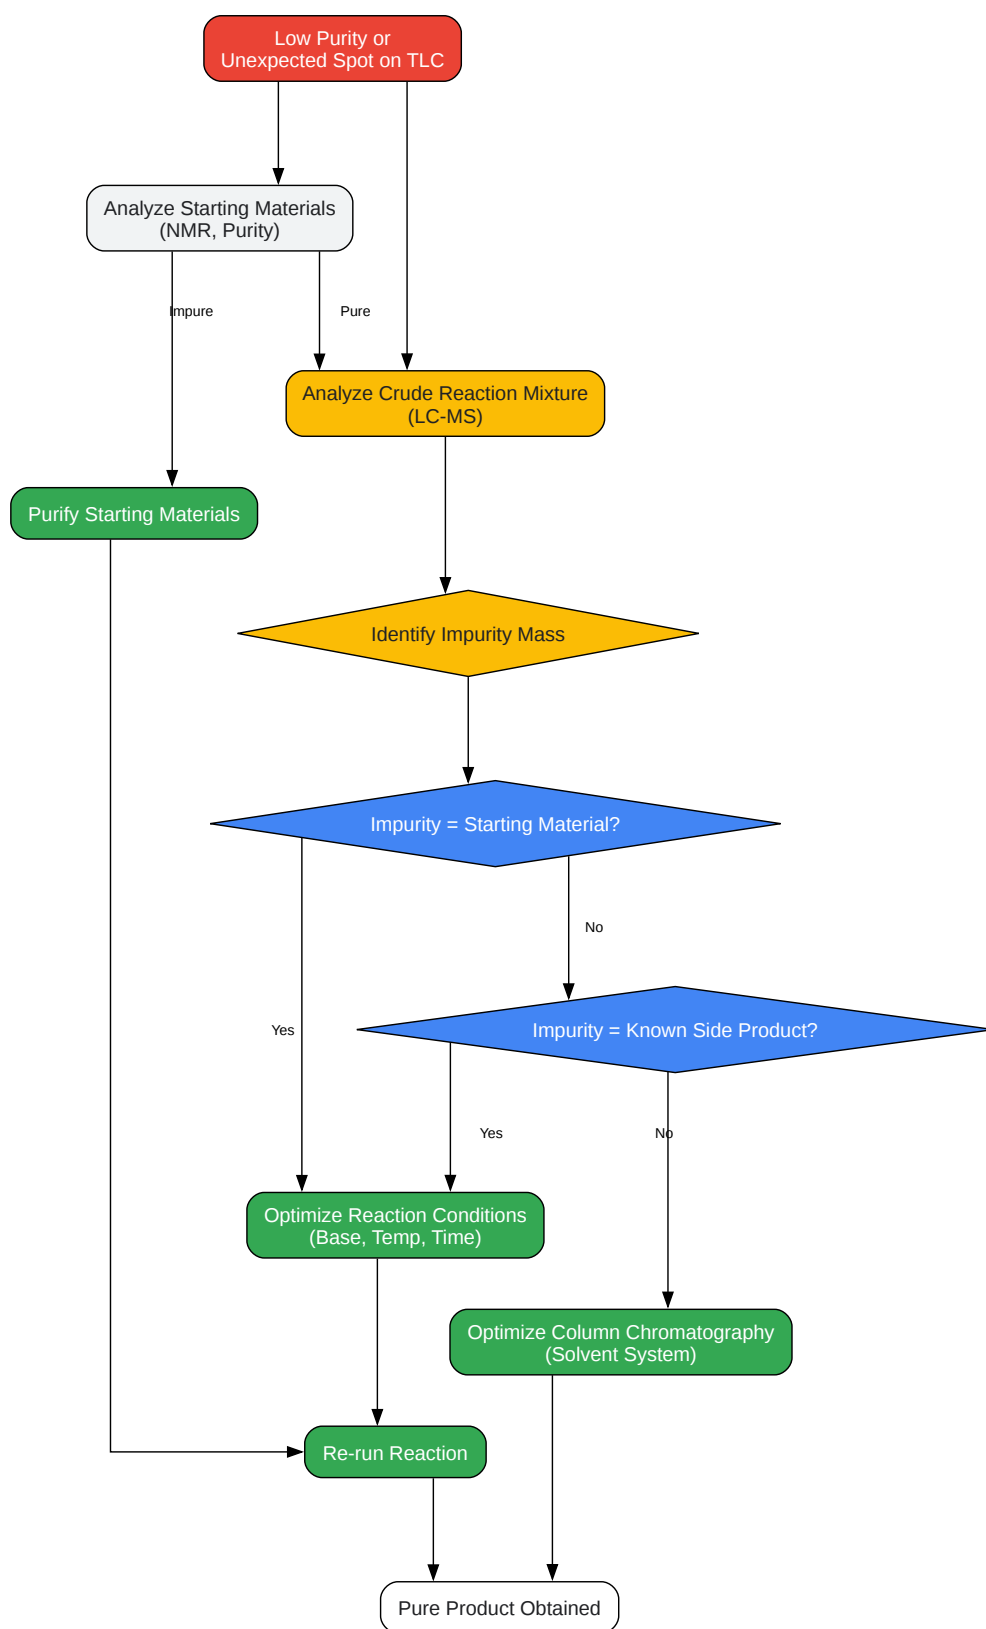 Low Purity or
Unexpected Spot on TLC
Analyze Starting Materials
(NMR, Purity)
Impure
Pure
Analyze Crude Reaction Mixture
(LC-MS)
Purify Starting Materials
Identify Impurity Mass
Impurity = Starting Material?
No
Yes
Impurity = Known Side Product?
Yes
No
Optimize Reaction Conditions
(Base, Temp, Time)
Optimize Column Chromatography
(Solvent System)
Re-run Reaction
Pure Product Obtained